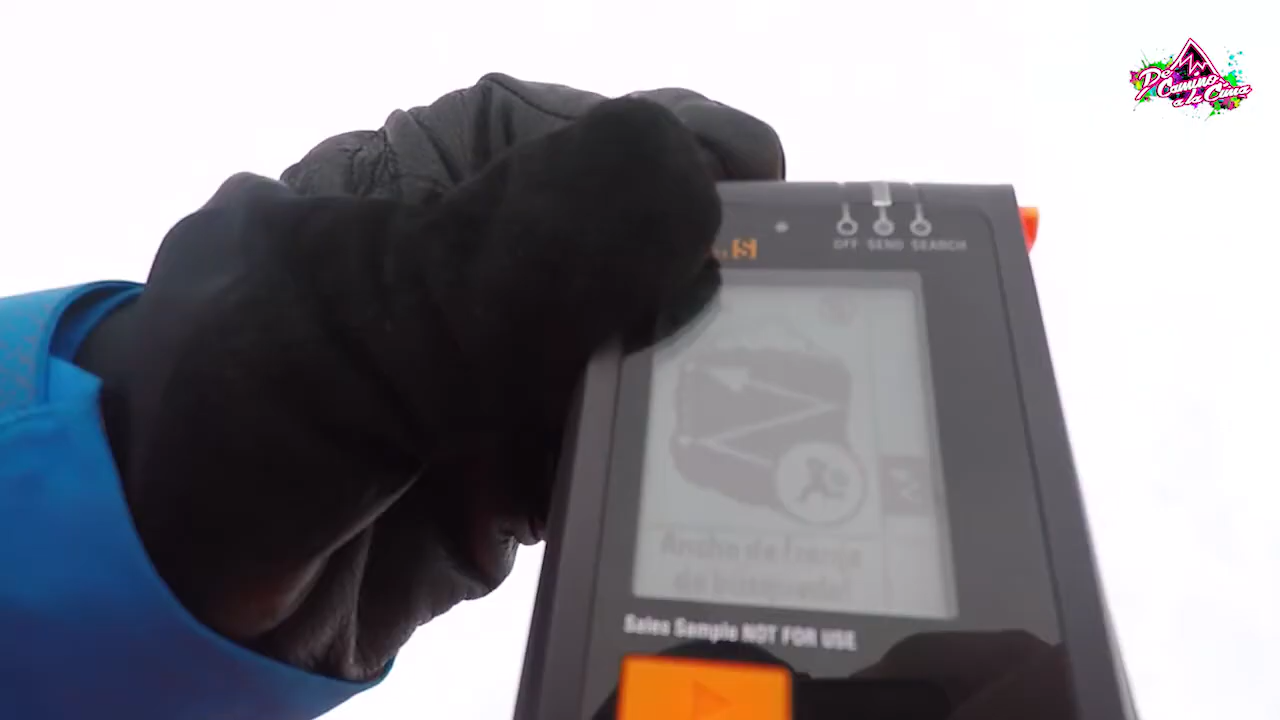 De
Camino
a la Cima
S
OFF SEND SEARCH
Ancho de franja
de búsqueda!
Sales Sample NOT FOR USE